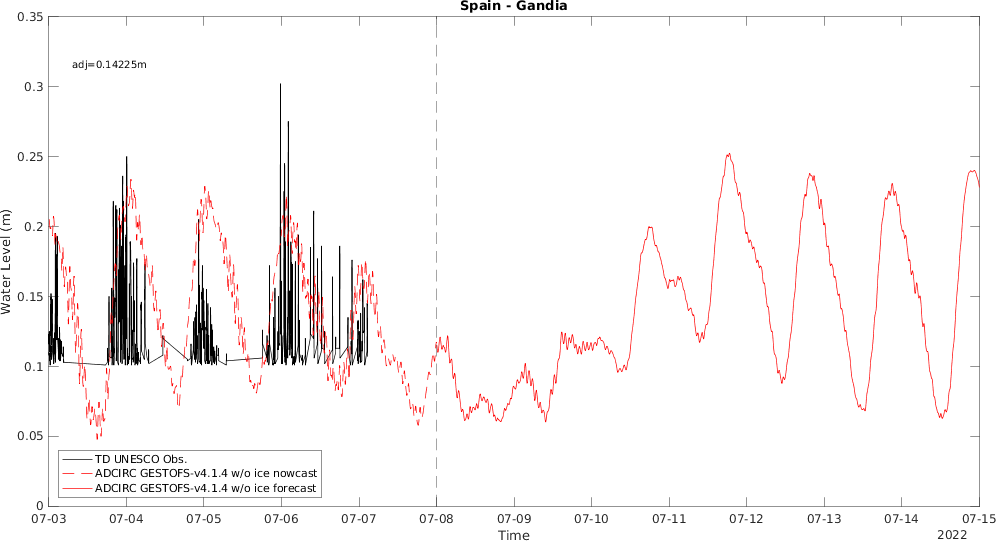 Spain - Gandia
0.35
0.3
0.25
0.2
0.15
0.1
0.05
0
Water Level (m)
adj=0.14225m
TD UNESCO Obs.
ADCIRC GESTOFS-v4.1.4 w/o ice nowcast
ADCIRC GESTOFS-v4.1.4 w/o ice forecast
07-03 07-04 07-05 07-06 07-07 07-08 07-09 07-10 07-11 07-12 07-13 07-14 07-15
Time
2022